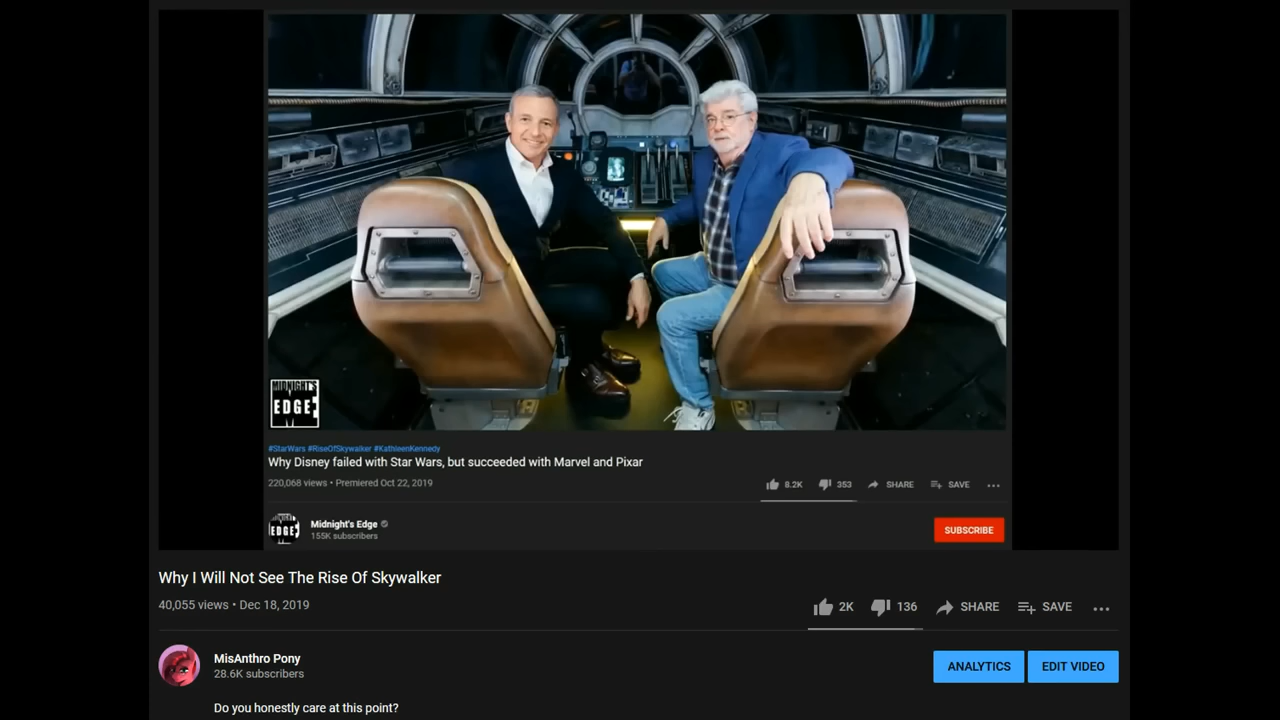 MIDNIGHT'S
EDGE
#StarWars #RiseOfSkywalker #KathleenKennedy
Why Disney failed with Star Wars, but succeeded with Marvel and Pixar
220,068 views • Premiered Oct 22, 2019
8.2K 353 SHARE SAVE ...
EDGE
Midnight's Edge
155K subscribers
SUBSCRIBE
Why I Will Not See The Rise Of Skywalker
40,055 views • Dec 18, 2019
2K 136 SHARE SAVE ...
MisAnthro Pony
28.6K subscribers
ANALYTICS EDIT VIDEO
Do you honestly care at this point?